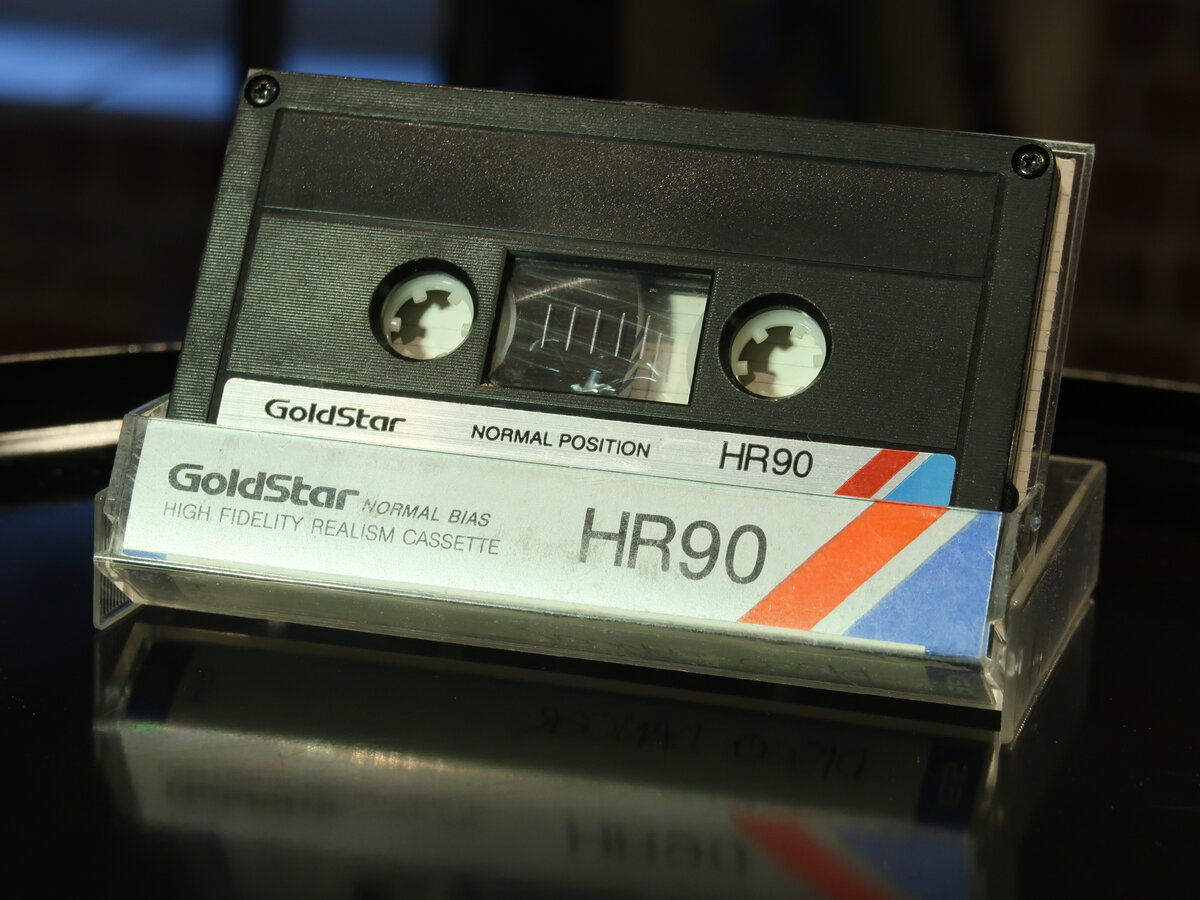 GoldStar NORMAL POSITION HR90
GoldStar NORMAL BIAS HR90
HIGH FIDELITY REALISM CASSETTE